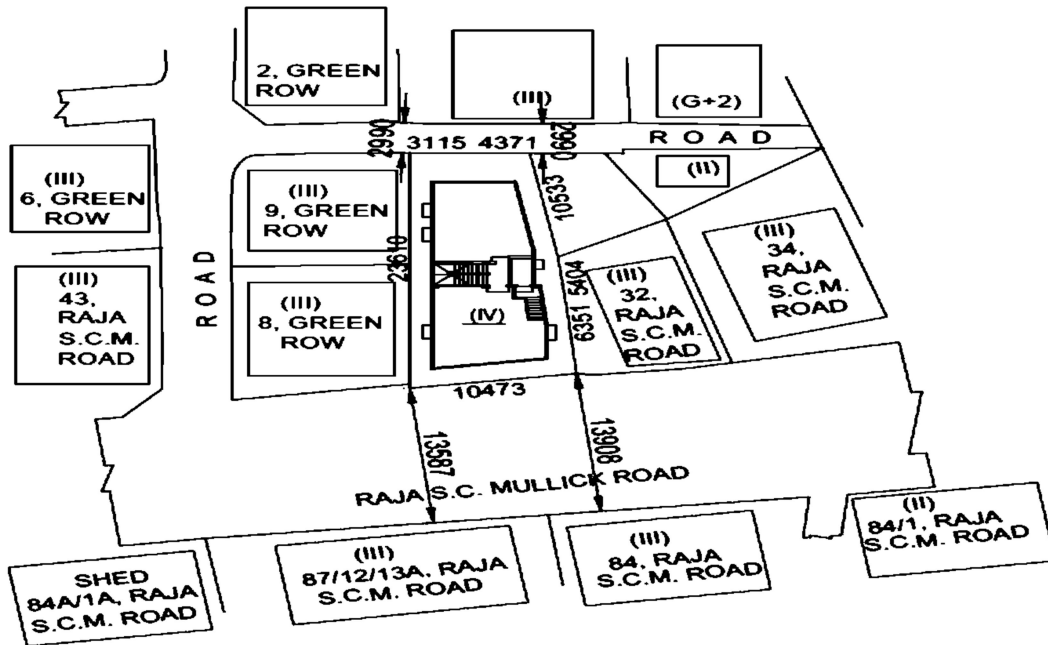 2, GREEN
ROW
(III)
(G+2)
2990
3115 4371
2990
ROAD
(II)
(III)
6, GREEN
ROW
(III)
9, GREEN
ROW
10533
(III)
34,
RAJA
S.C.M.
ROAD
ROAD
23610
(III)
43,
RAJA
S.C.M.
ROAD
(III)
8, GREEN
ROW
(IV)
6351 5404
(III)
32,
RAJA
S.C.M.
ROAD
10473
13587
13908
RAJA S.C. MULLICK ROAD
(II)
84/1, RAJA
S.C.M. ROAD
(III)
87/12/13A, RAJA
S.C.M. ROAD
(III)
84, RAJA
S.C.M. ROAD
SHED
84A/1A, RAJA
S.C.M. ROAD